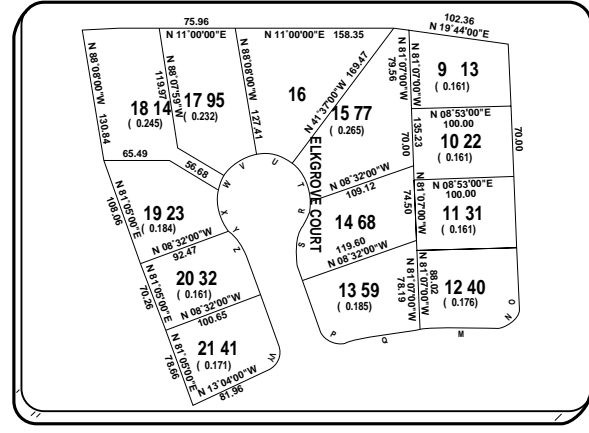 75.96
N 11°00'00"E
N 11°00'00"E 158.35
102.36
N 19°44'00"E
N 88°08'00"W 130.84
N 88°07'59"W
119.97
N 88°08'00"W
127.41
N 41°37'00"W 169.47
N 81°07'00"W
79.56
N 81°07'00"W
135.23
70.00
18 14
( 0.245)
17 95
( 0.232)
16
15 77
( 0.265)
9 13
( 0.161)
N 08°53'00"E
100.00
10 22
( 0.161)
70.00
65.49
56.68
W
V
U
T
R
S
X
Y
Z
ELKGROVE COURT
N 08°32'00"W
109.12
N 08°53'00"E
100.00
N 81°05'00"E
108.06
19 23
( 0.184)
N 08°32'00"W
92.47
14 68
119.60
N 08°32'00"W
74.50
N 81°07'00"W
11 31
( 0.161)
N 81°05'00"E
70.26
20 32
( 0.161)
N 08°32'00"W
100.65
13 59
( 0.185)
N 81°07'00"W
78.19
N 81°07'00"W
88.02
12 40
( 0.176)
N 81°05'00"E
78.66
21 41
( 0.171)
N 13°04'00"W
81.96
P
Q
M
N
O